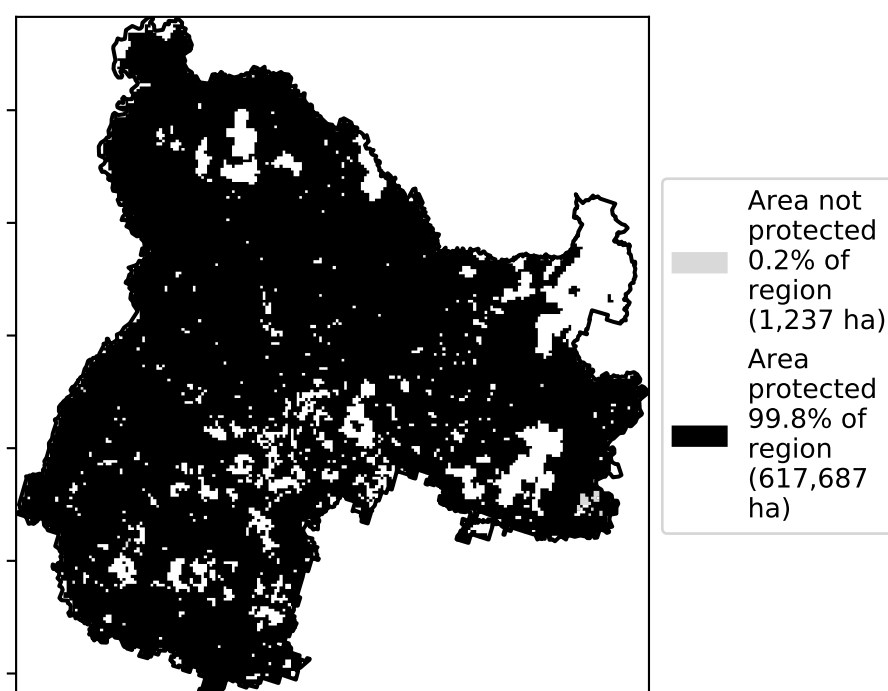 Area not
protected
0.2% of
region
(1,237 ha)
Area
protected
99.8% of
region
(617,687
ha)